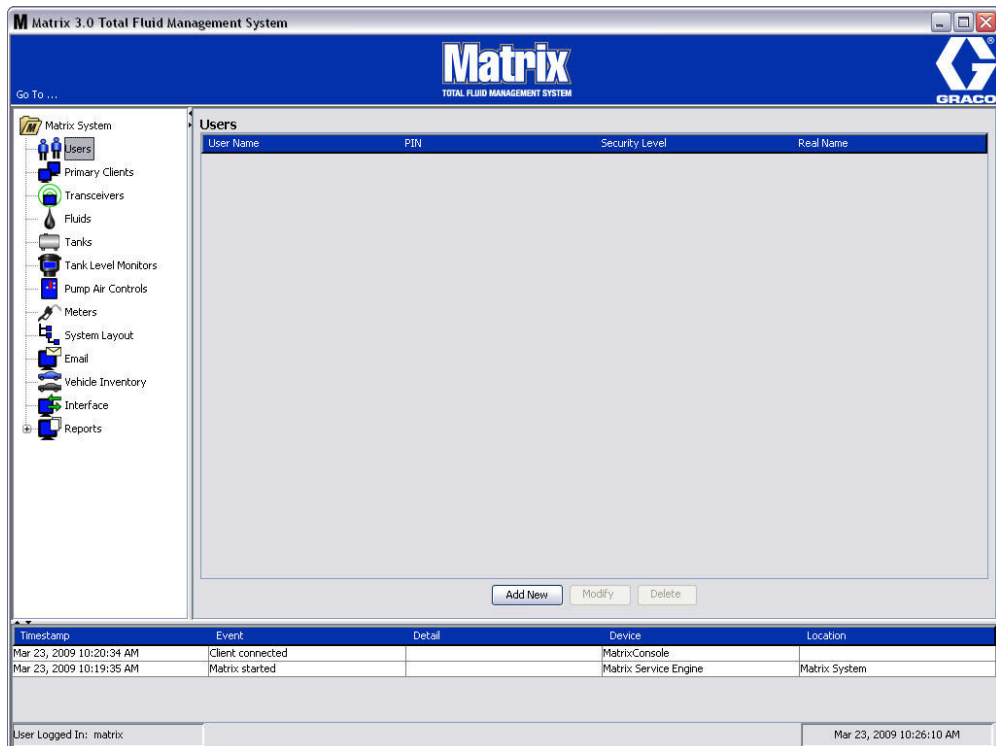 M Matrix 3.0 Total Fluid Management System
Matrix
TOTAL FLUID MANAGEMENT SYSTEM
Go To ...
GRACO
®
Matrix System
Users
Primary Clients
Transceivers
Fluids
Tanks
Tank Level Monitors
Pump Air Controls
Meters
System Layout
Email
Vehicle Inventory
Interface
Reports
Users
User Name PIN Security Level Real Name
Add New Modify Delete
Timestamp Event Detail Device Location
Mar 23, 2009 10:20:34 AM Client connected MatrixConsole
Mar 23, 2009 10:19:35 AM Matrix started Matrix Service Engine Matrix System
User Logged In: matrix Mar 23, 2009 10:26:10 AM